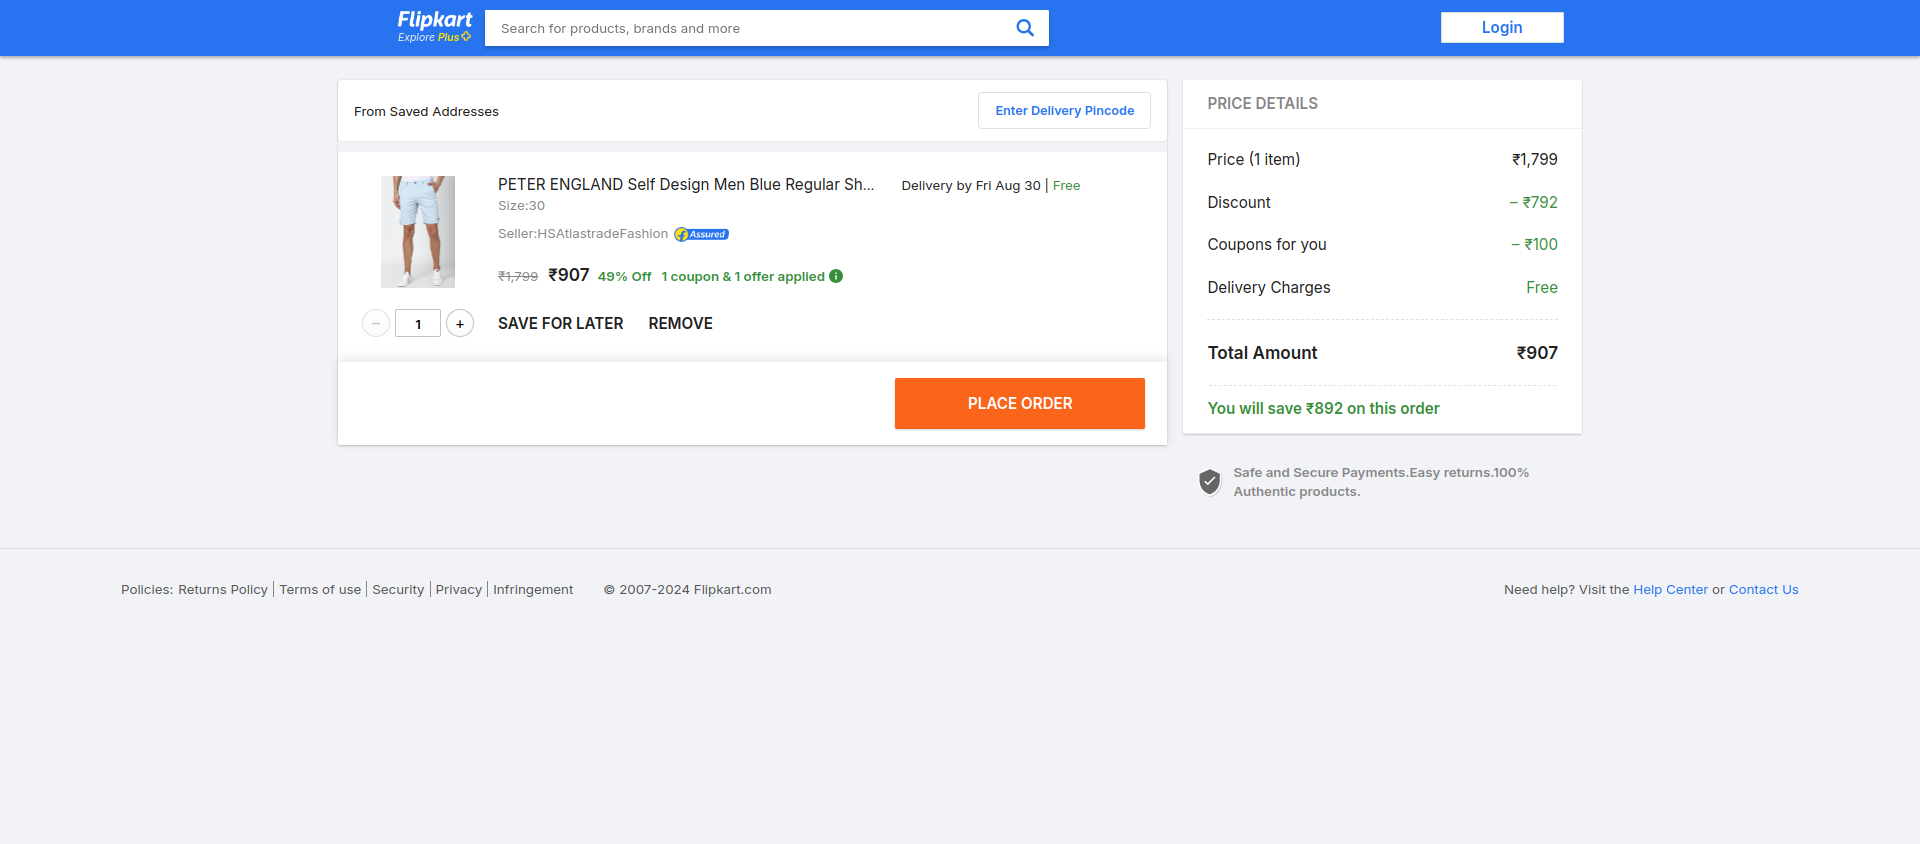 Flipkart
Explore Plus
Search for products, brands and more
Login
From Saved Addresses
Enter Delivery Pincode
PETER ENGLAND Self Design Men Blue Regular Sh...
Delivery by Fri Aug 30 | Free
Size:30
Seller:HSAtlastradeFashion
Assured
₹1,799 ₹907 49% Off 1 coupon & 1 offer applied
− 1 +
SAVE FOR LATER REMOVE
PLACE ORDER
PRICE DETAILS
Price (1 item) ₹1,799
Discount − ₹792
Coupons for you − ₹100
Delivery Charges Free
Total Amount ₹907
You will save ₹892 on this order
Safe and Secure Payments.Easy returns.100%
Authentic products.
Policies: Returns Policy | Terms of use | Security | Privacy | Infringement © 2007-2024 Flipkart.com
Need help? Visit the Help Center or Contact Us